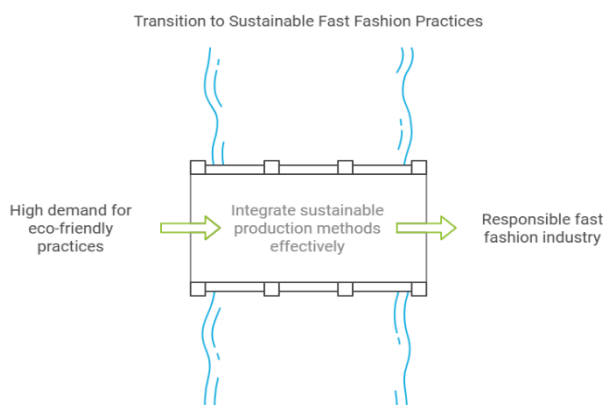 Transition to Sustainable Fast Fashion Practices
High demand for
eco-friendly
practices
Integrate sustainable
production methods
effectively
Responsible fast
fashion industry